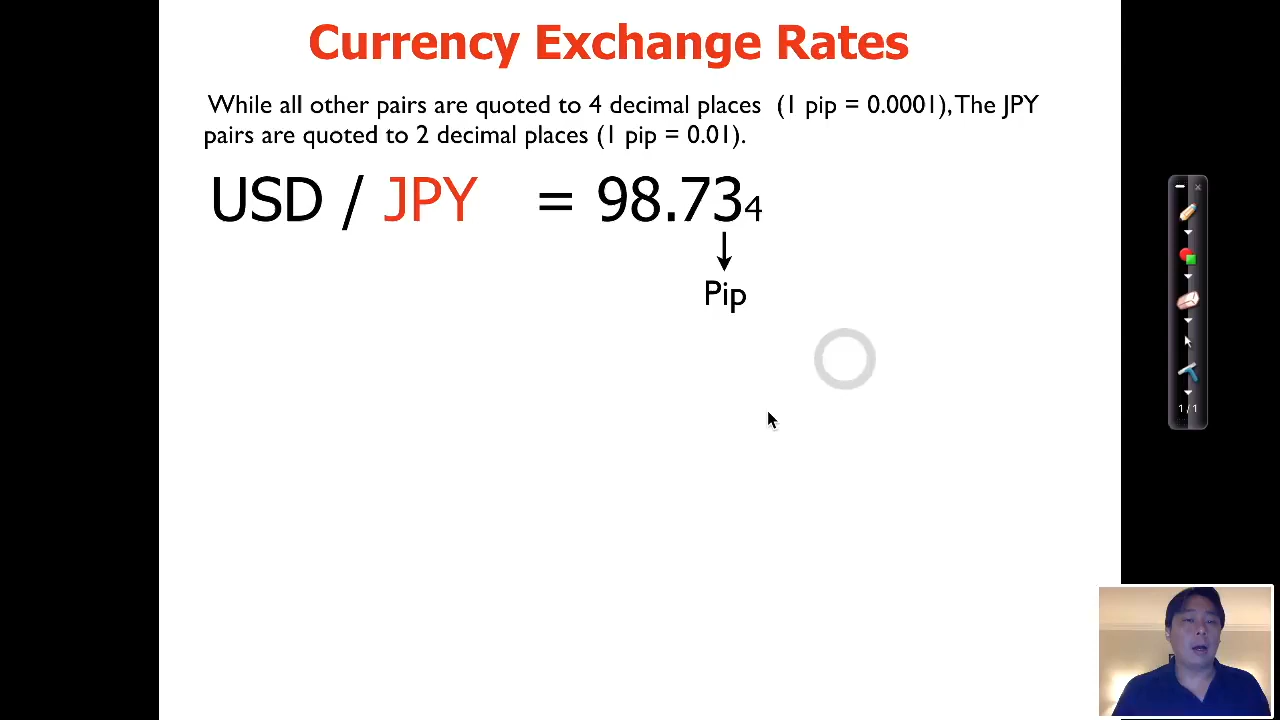 Currency Exchange Rates
While all other pairs are quoted to 4 decimal places (1 pip = 0.0001), The JPY
pairs are quoted to 2 decimal places (1 pip = 0.01).
USD / JPY = 98.734
Pip
1 / 1